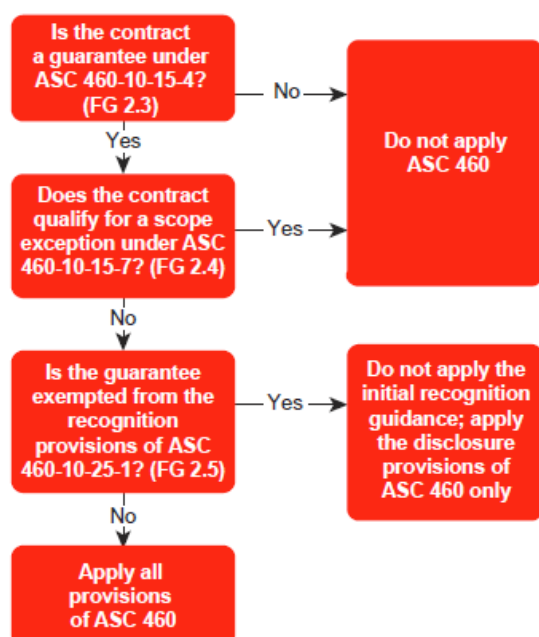 Is the contract
a guarantee under
ASC 460-10-15-4?
(FG 2.3)
No
Do not apply
ASC 460
Yes
Does the contract
qualify for a scope
exception under ASC
460-10-15-7? (FG 2.4)
Yes
No
Is the guarantee
exempted from the
recognition
provisions of ASC
460-10-25-1? (FG 2.5)
Yes
Do not apply the
initial recognition
guidance; apply
the disclosure
provisions of
ASC 460 only
No
Apply all
provisions
of ASC 460